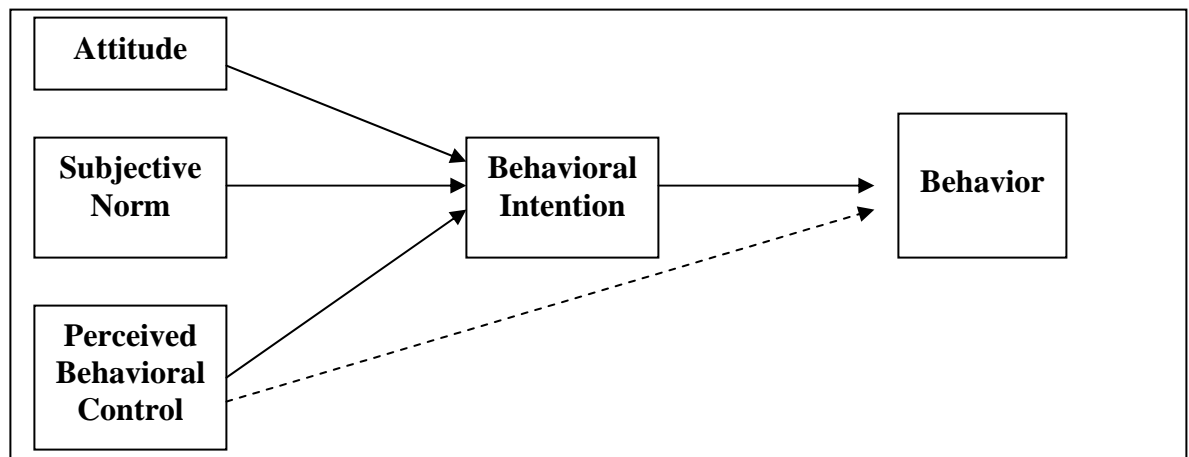 Attitude
Subjective
Norm
Perceived
Behavioral
Control
Behavioral
Intention
Behavior